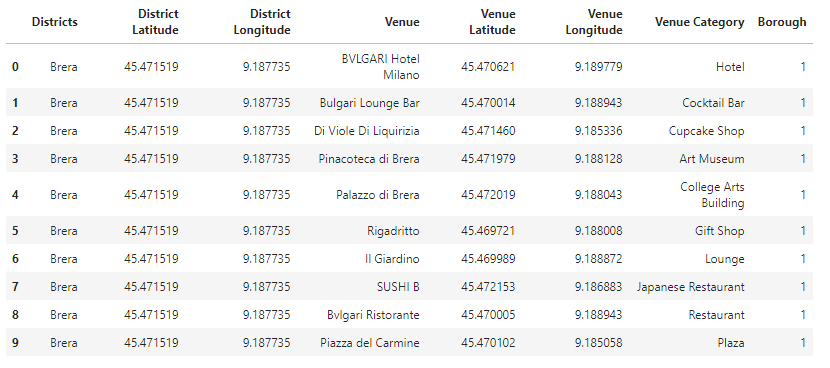 Districts District Latitude District Longitude Venue Venue Latitude Venue Longitude Venue Category Borough
0 Brera 45.471519 9.187735 BVLGARI Hotel Milano 45.470621 9.189779 Hotel 1
1 Brera 45.471519 9.187735 Bulgari Lounge Bar 45.470014 9.188943 Cocktail Bar 1
2 Brera 45.471519 9.187735 Di Viole Di Liquirizia 45.471460 9.185336 Cupcake Shop 1
3 Brera 45.471519 9.187735 Pinacoteca di Brera 45.471979 9.188128 Art Museum 1
4 Brera 45.471519 9.187735 Palazzo di Brera 45.472019 9.188043 College Arts Building 1
5 Brera 45.471519 9.187735 Rigadritto 45.469721 9.188008 Gift Shop 1
6 Brera 45.471519 9.187735 Il Giardino 45.469989 9.188872 Lounge 1
7 Brera 45.471519 9.187735 SUSHI B 45.472153 9.186883 Japanese Restaurant 1
8 Brera 45.471519 9.187735 Bvlgari Ristorante 45.470005 9.188943 Restaurant 1
9 Brera 45.471519 9.187735 Piazza del Carmine 45.470102 9.185058 Plaza 1